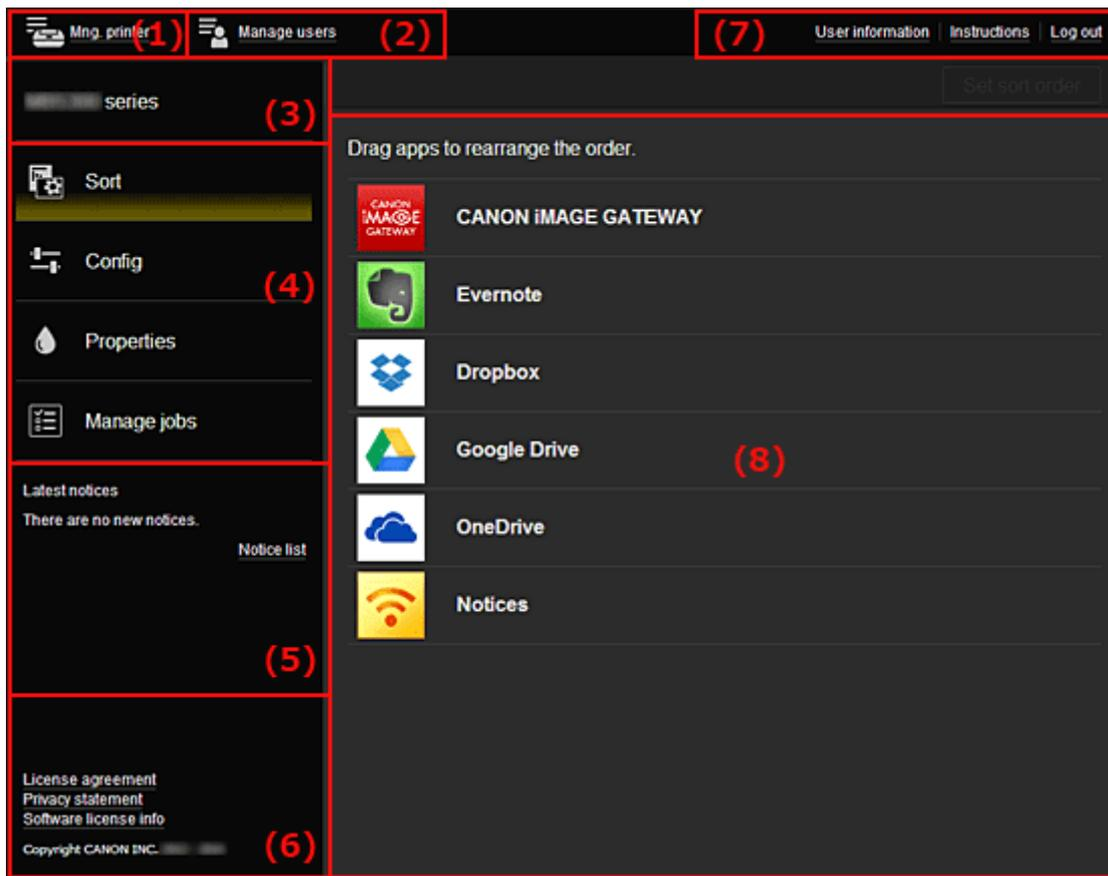 Mng. printer (1)
Manage users (2)
(7) User information Instructions Log out
series (3)
Set sort order
Sort
Config
(4)
Properties
Manage jobs
Latest notices
There are no new notices.
Notice list
(5)
License agreement
Privacy statement
Software license info
Copyright CANON INC. (6)
Drag apps to rearrange the order.
CANON iMAGE GATEWAY CANON iMAGE GATEWAY
Evernote
Dropbox
Google Drive (8)
OneDrive
Notices